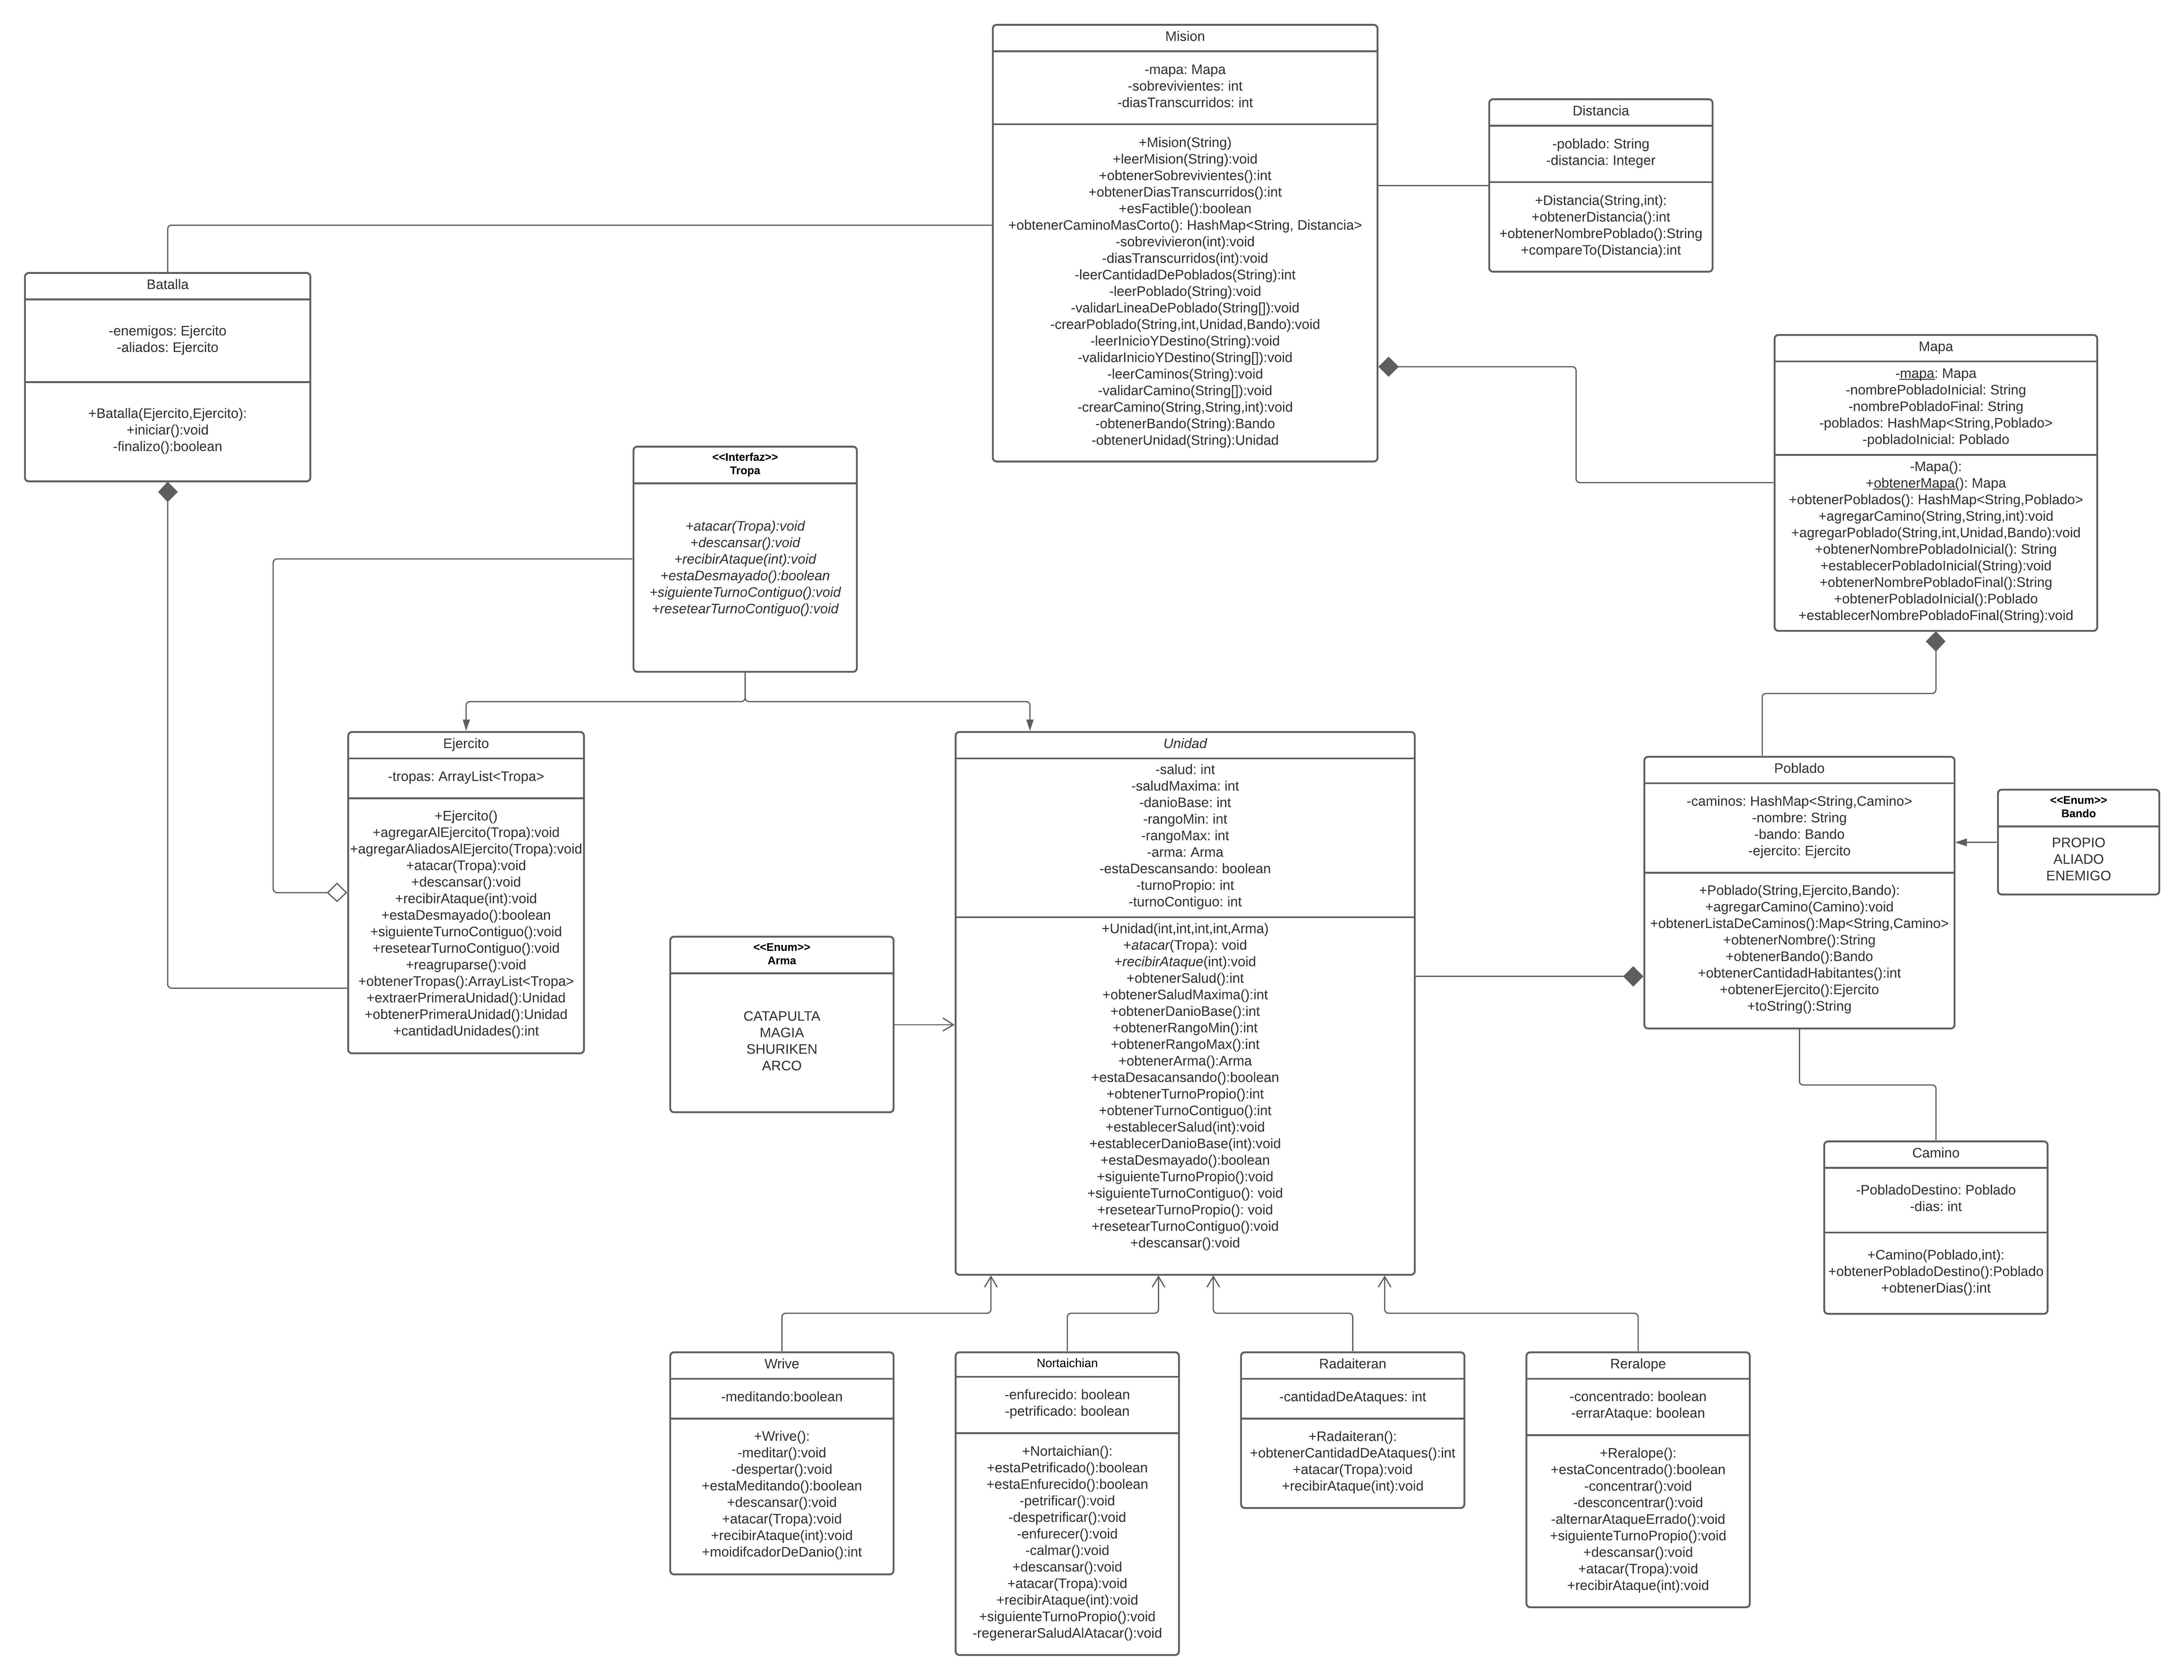 Mision
-mapa: Mapa
-sobrevivientes: int
-diasTranscurridos: int
+Mision(String)
+leerMision(String):void
+obtenerSobrevivientes():int
+obtenerDiasTranscurridos():int
+esFactible():boolean
+obtenerCaminoMasCorto(): HashMap<String, Distancia>
-sobrevivieron(int):void
-diasTranscurridos(int):void
-leerCantidadDePoblados(String):int
-leerPoblado(String):void
-validarLineaDePoblado(String[]):void
-crearPoblado(String,int,Unidad,Bando):void
-leerInicioYDestino(String):void
-validarInicioYDestino(String[]):void
-leerCaminos(String):void
-validarCamino(String[]):void
-crearCamino(String,String,int):void
-obtenerBando(String):Bando
-obtenerUnidad(String):Unidad
Distancia
-poblado: String
-distancia: Integer
+Distancia(String,int):
+obtenerDistancia():int
+obtenerNombrePoblado():String
+compareTo(Distancia):int
Batalla
-enemigos: Ejercito
-aliados: Ejercito
+Batalla(Ejercito,Ejercito):
+iniciar():void
-finalizo():boolean
Mapa
-mapa: Mapa
-nombrePobladoInicial: String
-nombrePobladoFinal: String
-poblados: HashMap<String,Poblado>
-pobladoInicial: Poblado
-Mapa():
+obtenerMapa(): Mapa
+obtenerPoblados(): HashMap<String,Poblado>
+agregarCamino(String,String,int):void
+agregarPoblado(String,int,Unidad,Bando):void
+obtenerNombrePobladoInicial(): String
+establecerPobladoInicial(String):void
+obtenerNombrePobladoFinal():String
+obtenerPobladoInicial():Poblado
+establecerNombrePobladoFinal(String):void
<<Interfaz>>
Tropa
+atacar(Tropa):void
+descansar():void
+recibirAtaque(int):void
+estaDesmayado():boolean
+siguienteTurnoContiguo():void
+resetearTurnoContiguo():void
Ejercito
-tropas: ArrayList<Tropa>
+Ejercito()
+agregarAlEjercito(Tropa):void
+agregarAliadosAlEjercito(Tropa):void
+atacar(Tropa):void
+descansar():void
+recibirAtaque(int):void
+estaDesmayado():boolean
+siguienteTurnoContiguo():void
+resetearTurnoContiguo():void
+reagruparse():void
+obtenerTropas():ArrayList<Tropa>
+extraerPrimeraUnidad():Unidad
+obtenerPrimeraUnidad():Unidad
+cantidadUnidades():int
Unidad
-salud: int
-saludMaxima: int
-danioBase: int
-rangoMin: int
-rangoMax: int
-arma: Arma
-estaDescansando: boolean
-turnoPropio: int
-turnoContiguo: int
+Unidad(int,int,int,int,Arma)
+atacar(Tropa): void
+recibirAtaque(int):void
+obtenerSalud():int
+obtenerSaludMaxima():int
+obtenerDanioBase():int
+obtenerRangoMin():int
+obtenerRangoMax():int
+obtenerArma():Arma
+estaDesacansando():boolean
+obtenerTurnoPropio():int
+obtenerTurnoContiguo():int
+establecerSalud(int):void
+establecerDanioBase(int):void
+estaDesmayado():boolean
+siguienteTurnoPropio():void
+siguienteTurnoContiguo(): void
+resetearTurnoPropio(): void
+resetearTurnoContiguo():void
+descansar():void
Poblado
-caminos: HashMap<String,Camino>
-nombre: String
-bando: Bando
-ejercito: Ejercito
+Poblado(String,Ejercito,Bando):
+agregarCamino(Camino):void
+obtenerListaDeCaminos():Map<String,Camino>
+obtenerNombre():String
+obtenerBando():Bando
+obtenerCantidadHabitantes():int
+obtenerEjercito():Ejercito
+toString():String
<<Enum>>
Bando
PROPIO
ALIADO
ENEMIGO
<<Enum>>
Arma
CATAPULTA
MAGIA
SHURIKEN
ARCO
Camino
-PobladoDestino: Poblado
-dias: int
+Camino(Poblado,int):
+obtenerPobladoDestino():Poblado
+obtenerDias():int
Wrive
-meditando:boolean
+Wrive():
-meditar():void
-despertar():void
+estaMeditando():boolean
+descansar():void
+atacar(Tropa):void
+recibirAtaque(int):void
+moidifcadorDeDanio():int
Nortaichian
-enfurecido: boolean
-petrificado: boolean
+Nortaichian():
+estaPetrificado():boolean
+estaEnfurecido():boolean
-petrificar():void
-despetrificar():void
-enfurecer():void
-calmar():void
+descansar():void
+atacar(Tropa):void
+recibirAtaque(int):void
+siguienteTurnoPropio():void
-regenerarSaludAlAtacar():void
Radaiteran
-cantidadDeAtaques: int
+Radaiteran():
+obtenerCantidadDeAtaques():int
+atacar(Tropa):void
+recibirAtaque(int):void
Reralope
-concentrado: boolean
-errarAtaque: boolean
+Reralope():
+estaConcentrado():boolean
-concentrar():void
-desconcentrar():void
-alternarAtaqueErrado():void
+siguienteTurnoPropio():void
+descansar():void
+atacar(Tropa):void
+recibirAtaque(int):void